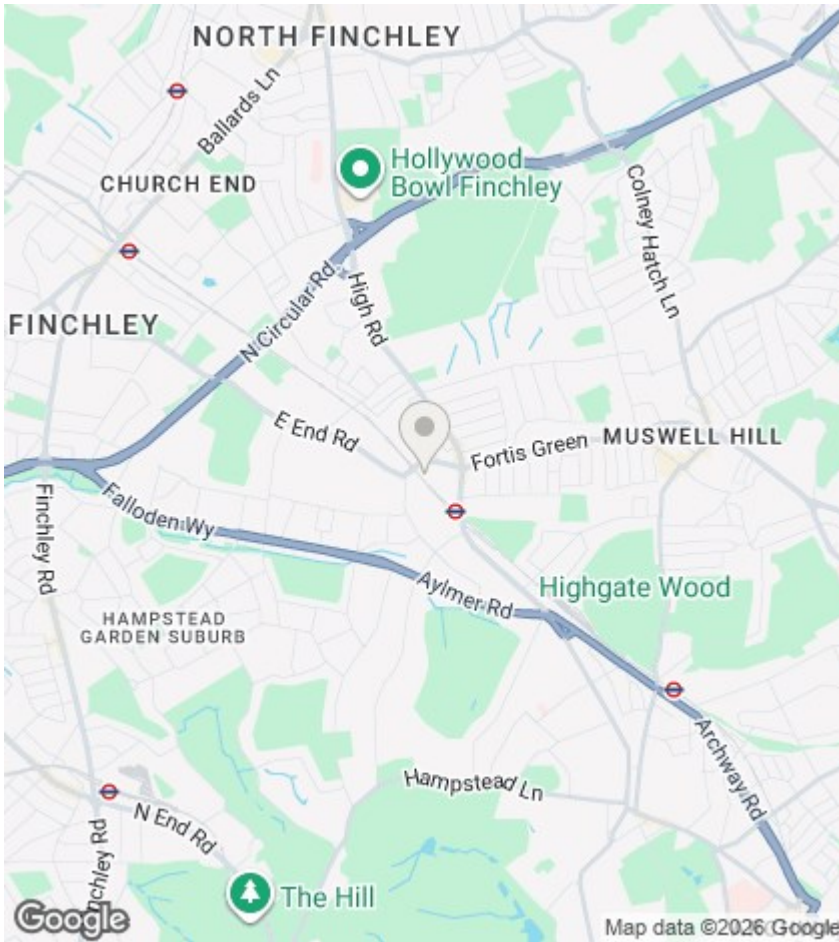 NORTH FINCHLEY
Ballards Ln
Hollywood
Bowl Finchley
CHURCH END
Colney Hatch Ln
N Circular Rd
High Rd
FINCHLEY
E End Rd
Fortis Green
MUSWELL HILL
Finchley Rd
Falloden Wy
Aylmer Rd
Highgate Wood
HAMPSTEAD
GARDEN SUBURB
Archway Rd
Hampstead Ln
N End Rd
nchley Rd
The Hill
Google
Map data ©2026 Google